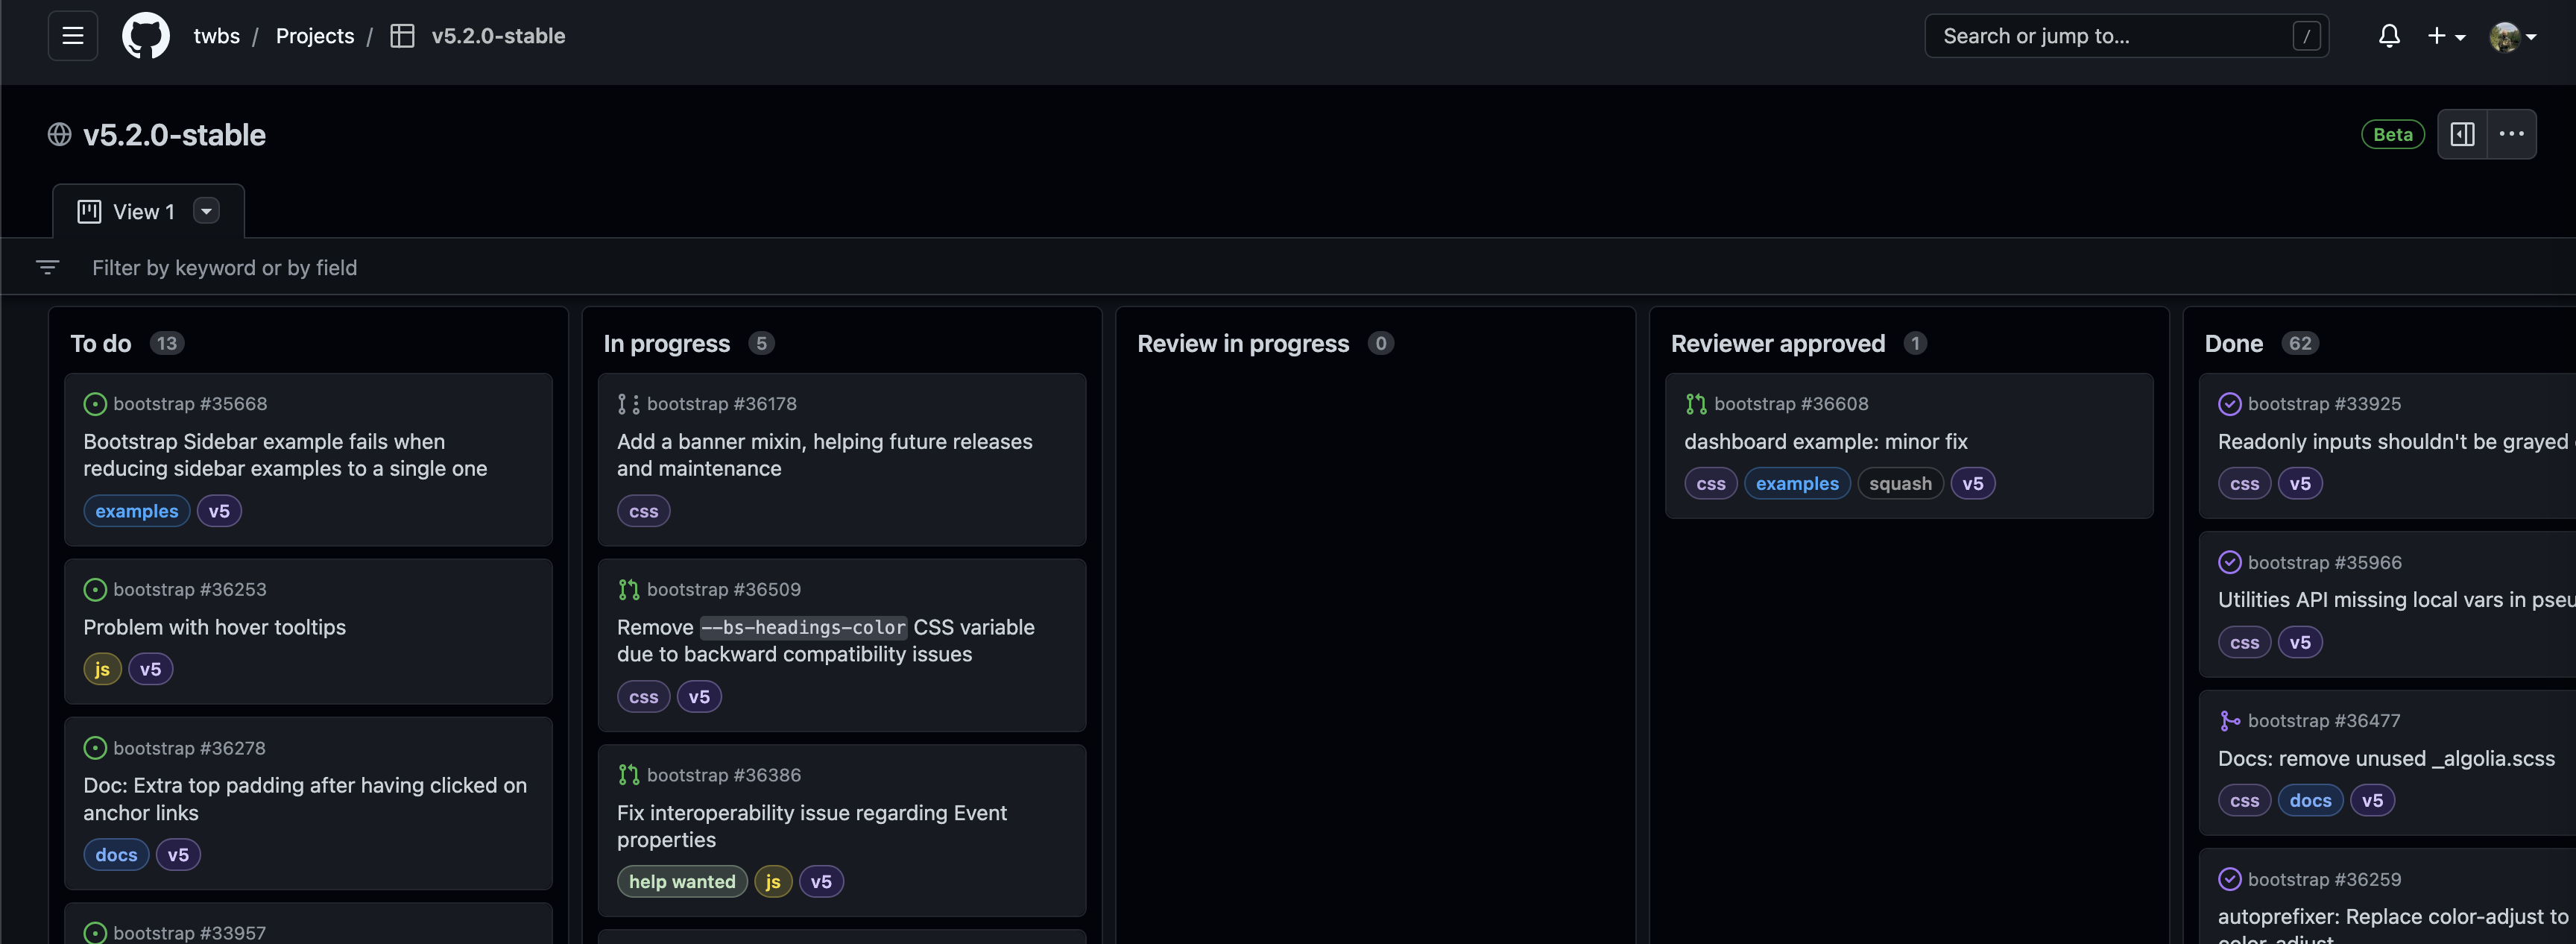 twbs / Projects / v5.2.0-stable
Search or jump to... /
v5.2.0-stable
Beta
View 1
Filter by keyword or by field
To do 13
bootstrap #35668
Bootstrap Sidebar example fails when
reducing sidebar examples to a single one
examples v5
bootstrap #36253
Problem with hover tooltips
js v5
bootstrap #36278
Doc: Extra top padding after having clicked on
anchor links
docs v5
bootstrap #33957
In progress 5
bootstrap #36178
Add a banner mixin, helping future releases
and maintenance
css
bootstrap #36509
Remove --bs-headings-color CSS variable
due to backward compatibility issues
css v5
bootstrap #36386
Fix interoperability issue regarding Event
properties
help wanted js v5
Review in progress 0
Reviewer approved 1
bootstrap #36608
dashboard example: minor fix
css examples squash v5
Done 62
bootstrap #33925
Readonly inputs shouldn't be grayed
css v5
bootstrap #35966
Utilities API missing local vars in pseu
css v5
bootstrap #36477
Docs: remove unused _algolia.scss
css docs v5
bootstrap #36259
autoprefixer: Replace color-adjust to